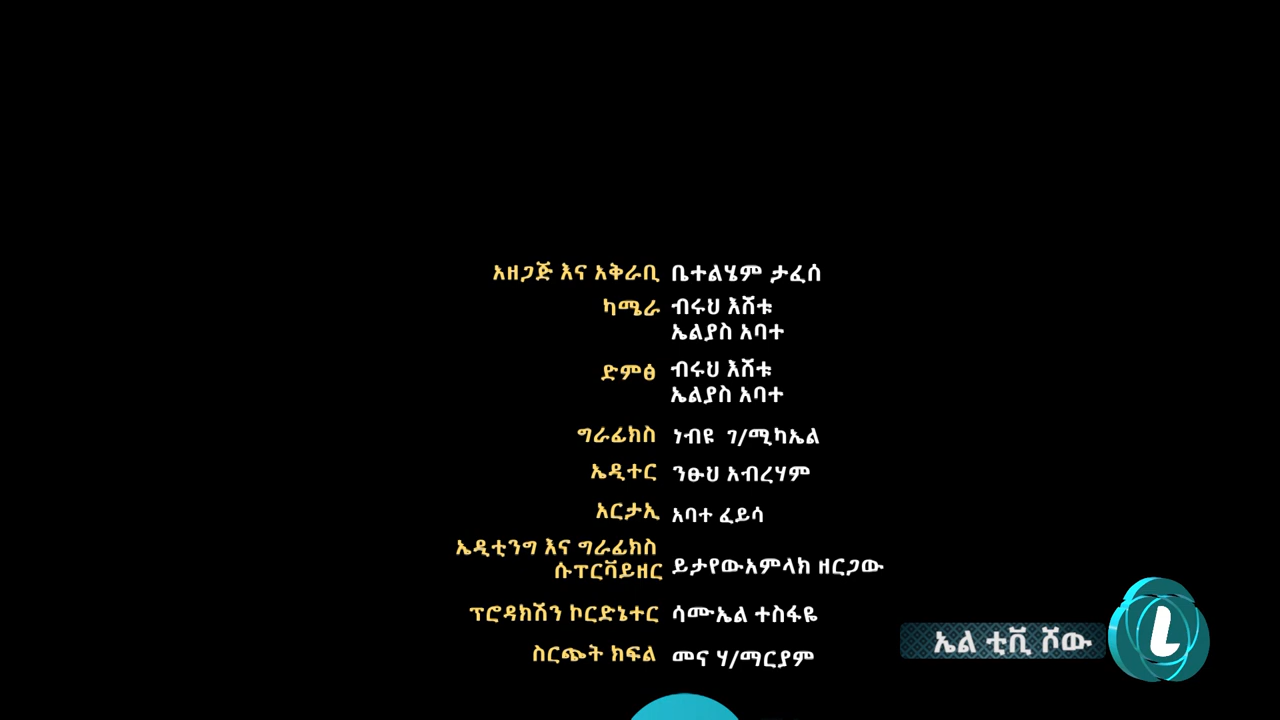 አዘጋጅ እና አቅራቢ ቤተልሄም ታፈሰ
ካሜራ ብሩህ እሸቱ
ኤልያስ አባተ
ድምፅ ብሩህ እሸቱ
ኤልያስ አባተ
ግራፊክስ ነብዩ ገ/ሚካኤል
ኤዲተር ንፁህ አብረሃም
አርታኢ አባተ ፈይሳ
ኤዲቲንግ እና ግራፊክስ
ሱፐርቫይዘር ይታየውአምላክ ዘርጋው
ፕሮዳክሽን ኮርድኔተር ሳሙኤል ተስፋዬ
ስርጭት ክፍል መና ሃ/ማርያም
ኤል ቲቪ ሾው
L